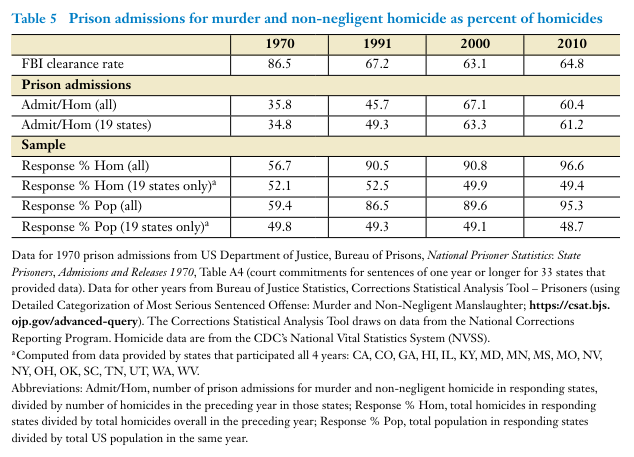 Table 5 Prison admissions for murder and non-negligent homicide as percent of homicides
1970 1991 2000 2010
FBI clearance rate 86.5 67.2 63.1 64.8
Prison admissions
Admit/Hom (all) 35.8 45.7 67.1 60.4
Admit/Hom (19 states) 34.8 49.3 63.3 61.2
Sample
Response % Hom (all) 56.7 90.5 90.8 96.6
Response % Hom (19 states only)ᵃ 52.1 52.5 49.9 49.4
Response % Pop (all) 59.4 86.5 89.6 95.3
Response % Pop (19 states only)ᵃ 49.8 49.3 49.1 48.7
Data for 1970 prison admissions from US Department of Justice, Bureau of Prisons, National Prisoner Statistics: State
Prisoners, Admissions and Releases 1970, Table A4 (court commitments for sentences of one year or longer for 33 states that
provided data). Data for other years from Bureau of Justice Statistics, Corrections Statistical Analysis Tool – Prisoners (using
Detailed Categorization of Most Serious Sentenced Offense: Murder and Non-Negligent Manslaughter; https://csat.bjs.
ojp.gov/advanced-query). The Corrections Statistical Analysis Tool draws on data from the National Corrections
Reporting Program. Homicide data are from the CDC's National Vital Statistics System (NVSS).
ᵃComputed from data provided by states that participated all 4 years: CA, CO, GA, HI, IL, KY, MD, MN, MS, MO, NV,
NY, OH, OK, SC, TN, UT, WA, WV.
Abbreviations: Admit/Hom, number of prison admissions for murder and non-negligent homicide in responding states,
divided by number of homicides in the preceding year in those states; Response % Hom, total homicides in responding
states divided by total homicides overall in the preceding year; Response % Pop, total population in responding states
divided by total US population in the same year.